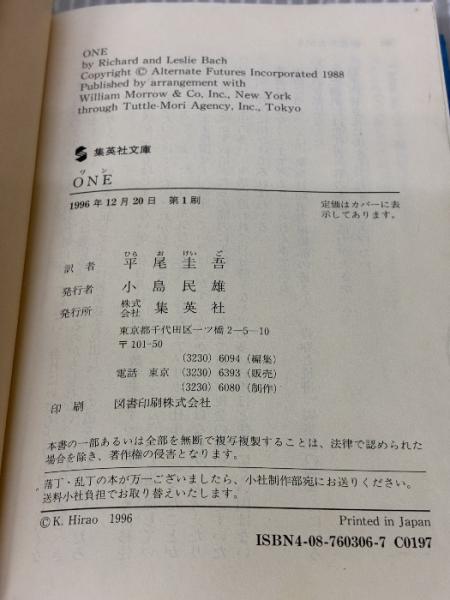 ONE
by Richard and Leslie Bach
Copyright © Alternate Futures Incorporated 1988
Published by arrangement with
William Morrow & Co, Inc., New York
through Tuttle-Mori Agency, Inc., Tokyo
集英社文庫
ワン
ONE
1996年12月20日 第1刷
定価はカバーに表
示してあります。
ひら お けい ご
訳者 平尾圭吾
発行者 小島民雄
発行所 株式会社 集英社
東京都千代田区一ツ橋2—5—10
〒101-50
(3230) 6094 (編集)
電話 東京 (3230) 6393 (販売)
(3230) 6080 (制作)
印刷 図書印刷株式会社
本書の一部あるいは全部を無断で複写複製することは、法律で認められた
場合を除き、著作権の侵害となります。
落丁・乱丁の本が万一ございましたら、小社制作部宛にお送りください。
送料小社負担でお取り替えいたします。
© K. Hirao 1996
Printed in Japan
ISBN4-08-760306-7 C0197